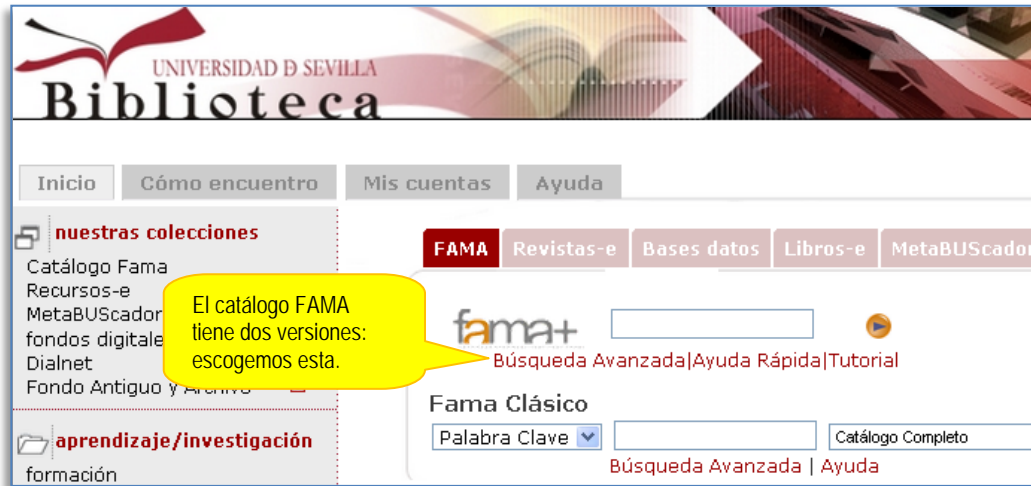 UNIVERSIDAD D SEVILLA
Biblioteca
Inicio Cómo encuentro Mis cuentas Ayuda
nuestras colecciones
Catálogo Fama
Recursos-e
MetaBUScador
fondos digitale
Dialnet
Fondo Antiguo y Archivo
aprendizaje/investigación
formación
El catálogo FAMA
tiene dos versiones:
escogemos esta.
FAMA Revistas-e Bases datos Libros-e MetaBUScador
fama+
Búsqueda Avanzada|Ayuda Rápida|Tutorial
Fama Clásico
Palabra Clave Catálogo Completo
Búsqueda Avanzada | Ayuda